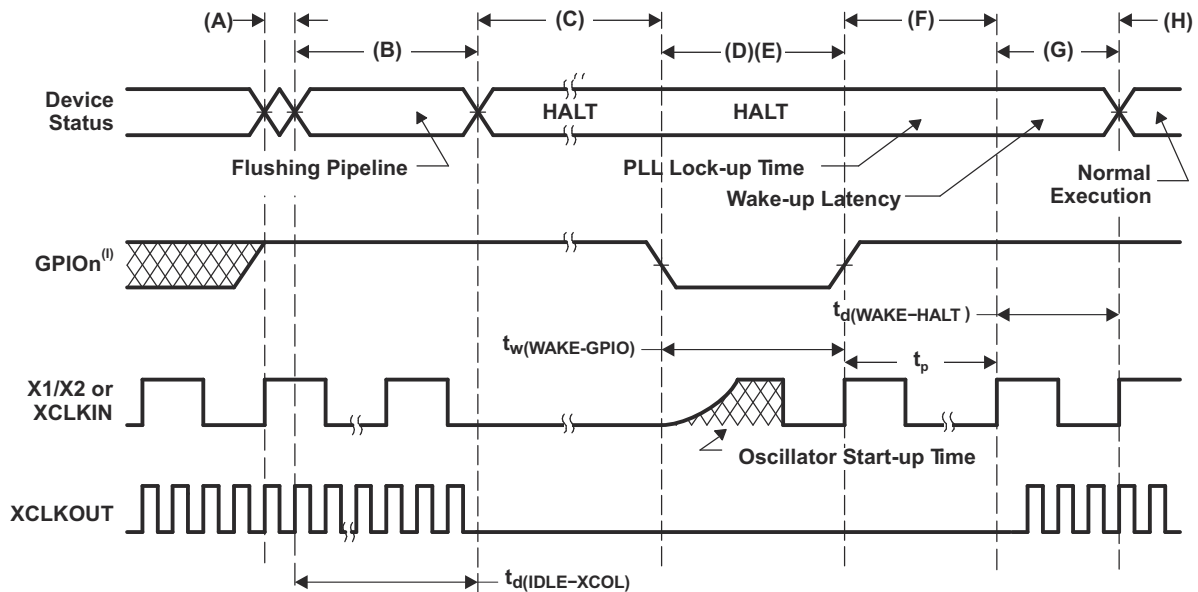 (A)
(B)
(C)
(D)(E)
(F)
(G)
(H)
Device
Status
HALT
HALT
Flushing Pipeline
PLL Lock-up Time
Wake-up Latency
Normal
Execution
GPIOn(I)
td(WAKE−HALT )
tw(WAKE-GPIO)
tp
X1/X2 or
XCLKIN
Oscillator Start-up Time
XCLKOUT
td(IDLE−XCOL)